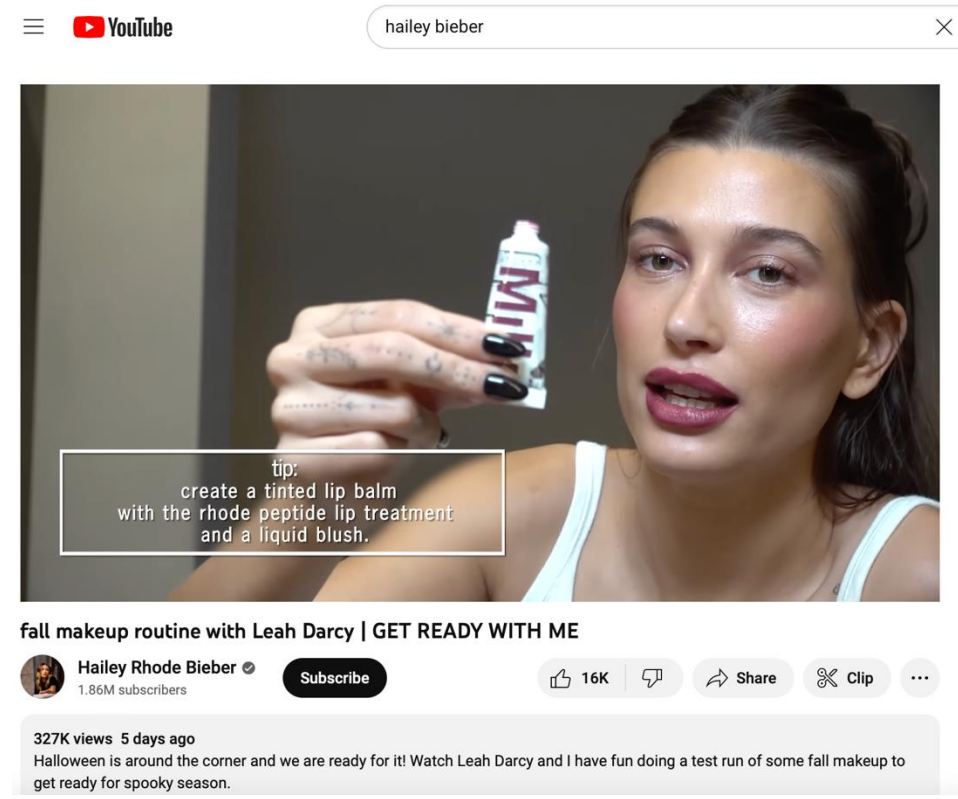 YouTube
hailey bieber
tip:
create a tinted lip balm
with the rhode peptide lip treatment
and a liquid blush.
fall makeup routine with Leah Darcy | GET READY WITH ME
Hailey Rhode Bieber
1.86M subscribers
Subscribe
16K
Share
Clip
327K views 5 days ago
Halloween is around the corner and we are ready for it! Watch Leah Darcy and I have fun doing a test run of some fall makeup to
get ready for spooky season.